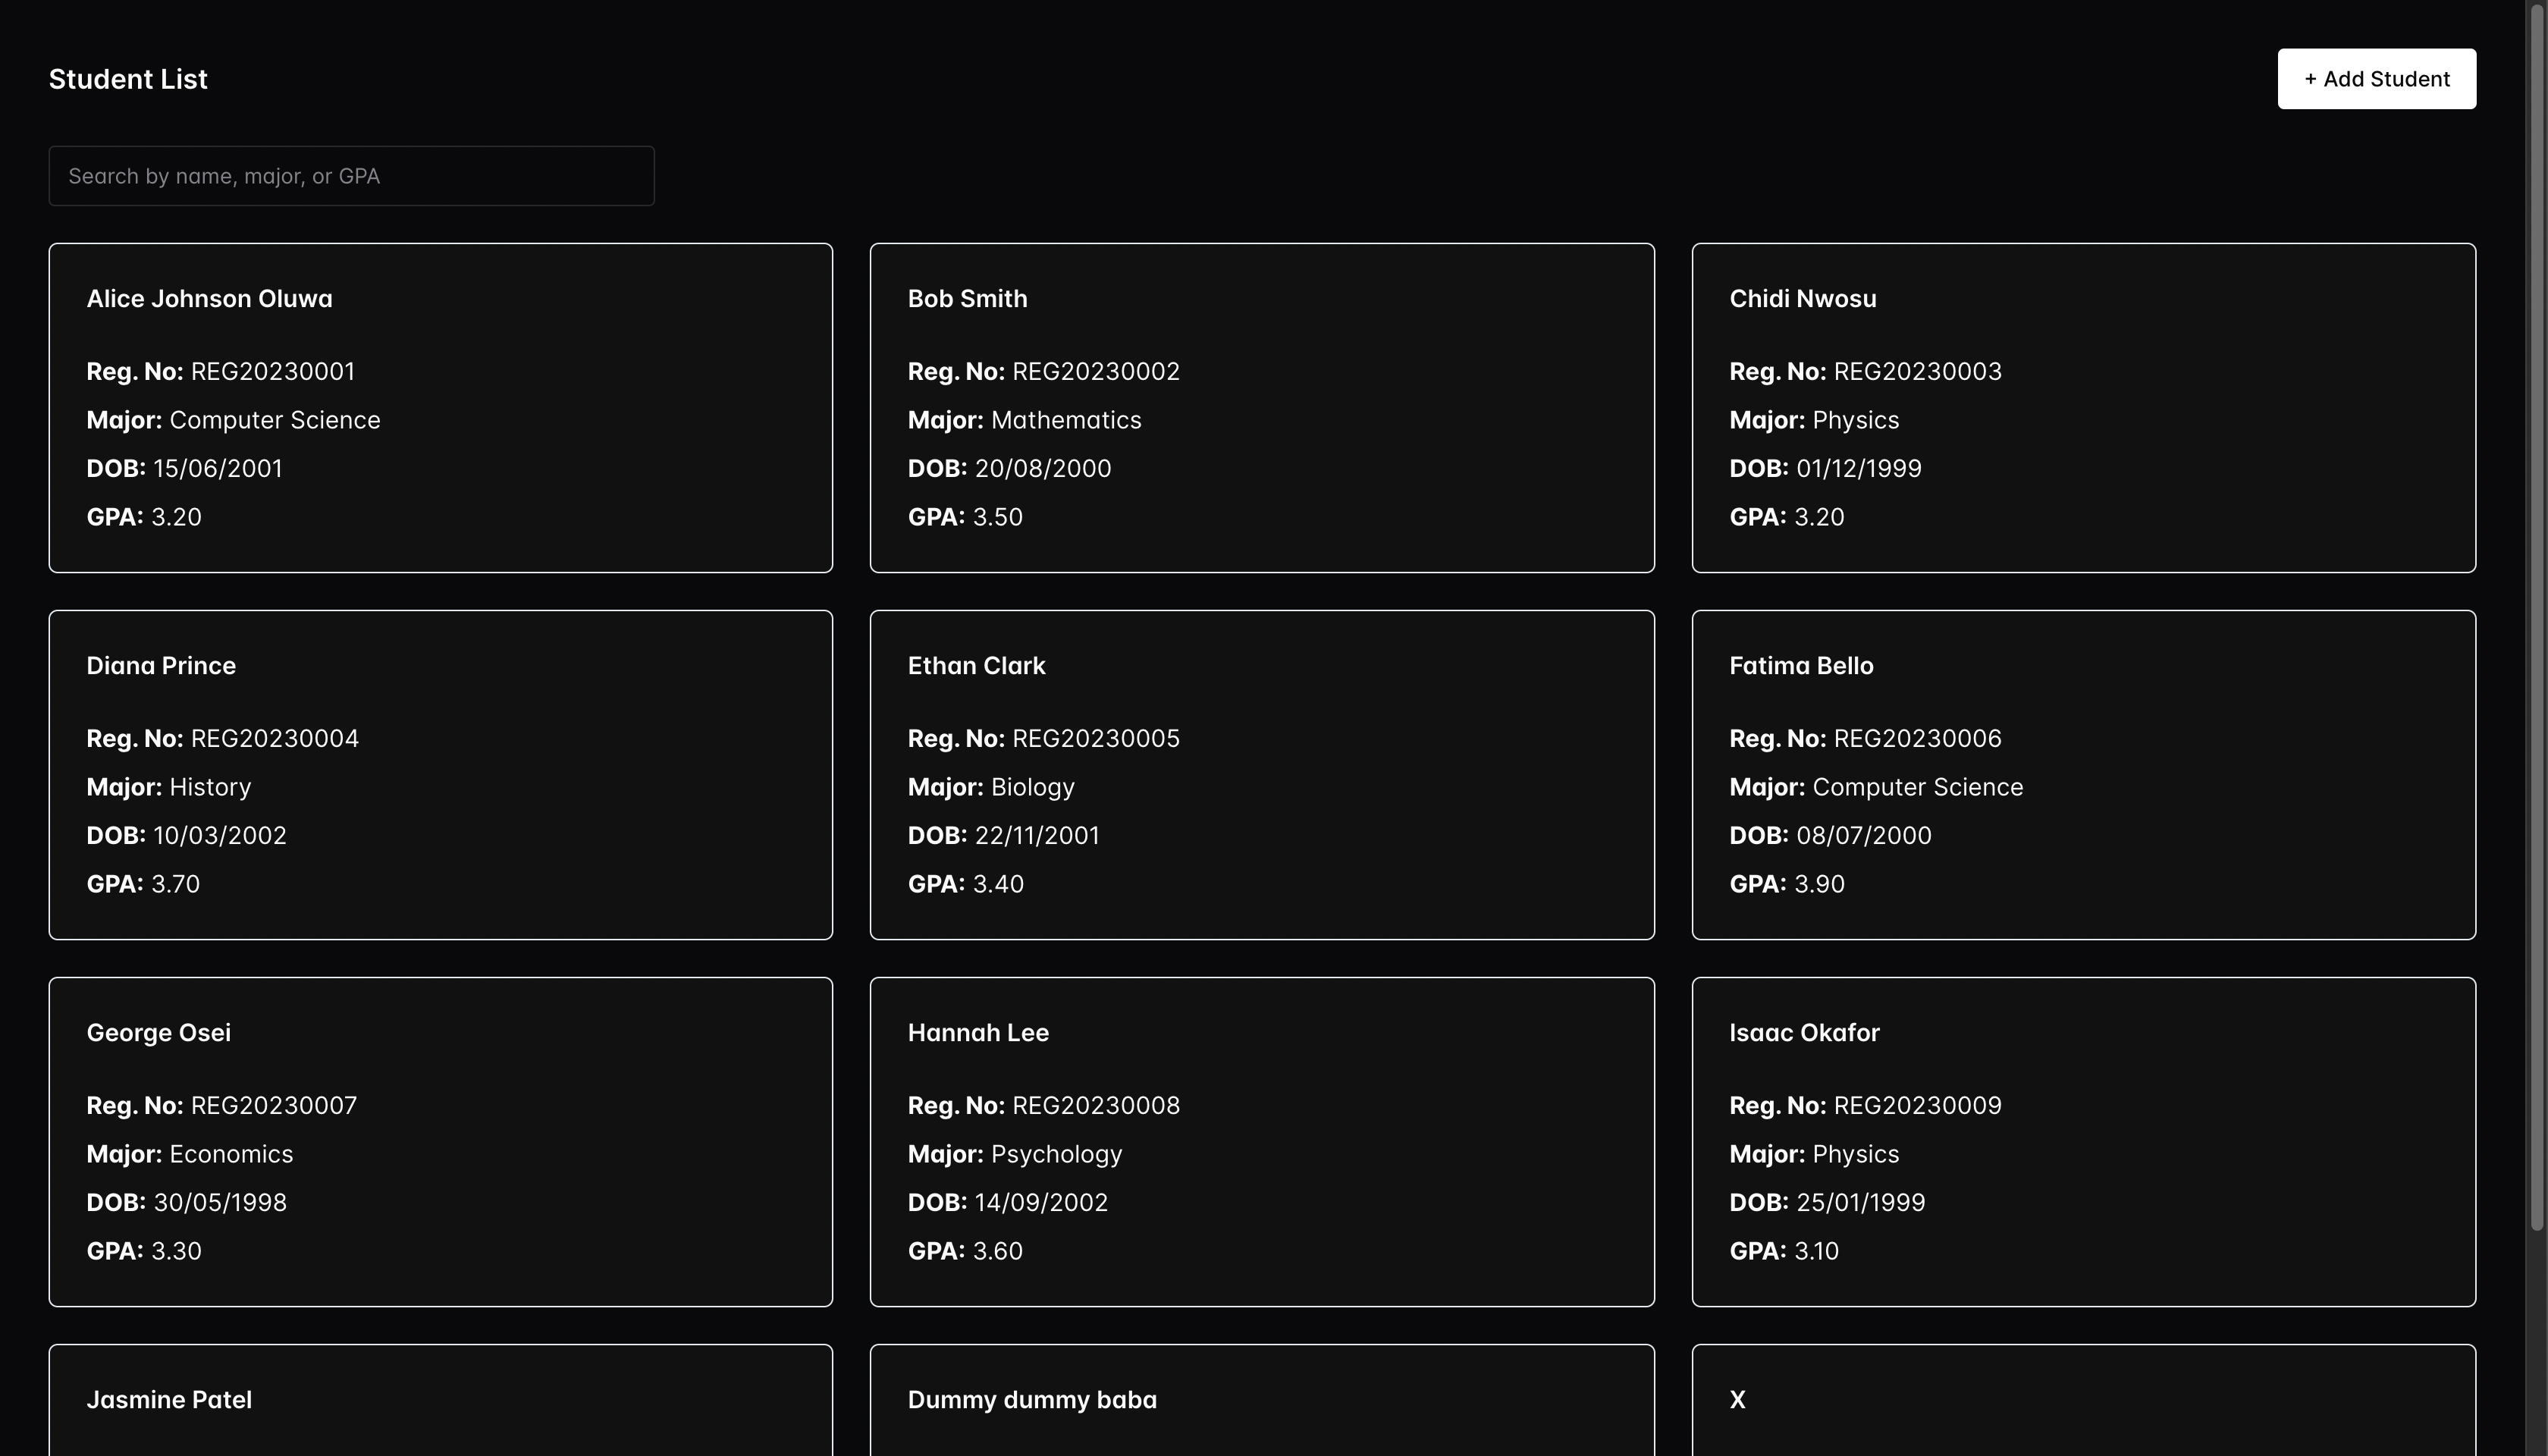 Student List
+ Add Student
Search by name, major, or GPA
Alice Johnson Oluwa
Reg. No: REG20230001
Major: Computer Science
DOB: 15/06/2001
GPA: 3.20
Bob Smith
Reg. No: REG20230002
Major: Mathematics
DOB: 20/08/2000
GPA: 3.50
Chidi Nwosu
Reg. No: REG20230003
Major: Physics
DOB: 01/12/1999
GPA: 3.20
Diana Prince
Reg. No: REG20230004
Major: History
DOB: 10/03/2002
GPA: 3.70
Ethan Clark
Reg. No: REG20230005
Major: Biology
DOB: 22/11/2001
GPA: 3.40
Fatima Bello
Reg. No: REG20230006
Major: Computer Science
DOB: 08/07/2000
GPA: 3.90
George Osei
Reg. No: REG20230007
Major: Economics
DOB: 30/05/1998
GPA: 3.30
Hannah Lee
Reg. No: REG20230008
Major: Psychology
DOB: 14/09/2002
GPA: 3.60
Isaac Okafor
Reg. No: REG20230009
Major: Physics
DOB: 25/01/1999
GPA: 3.10
Jasmine Patel
Dummy dummy baba
X